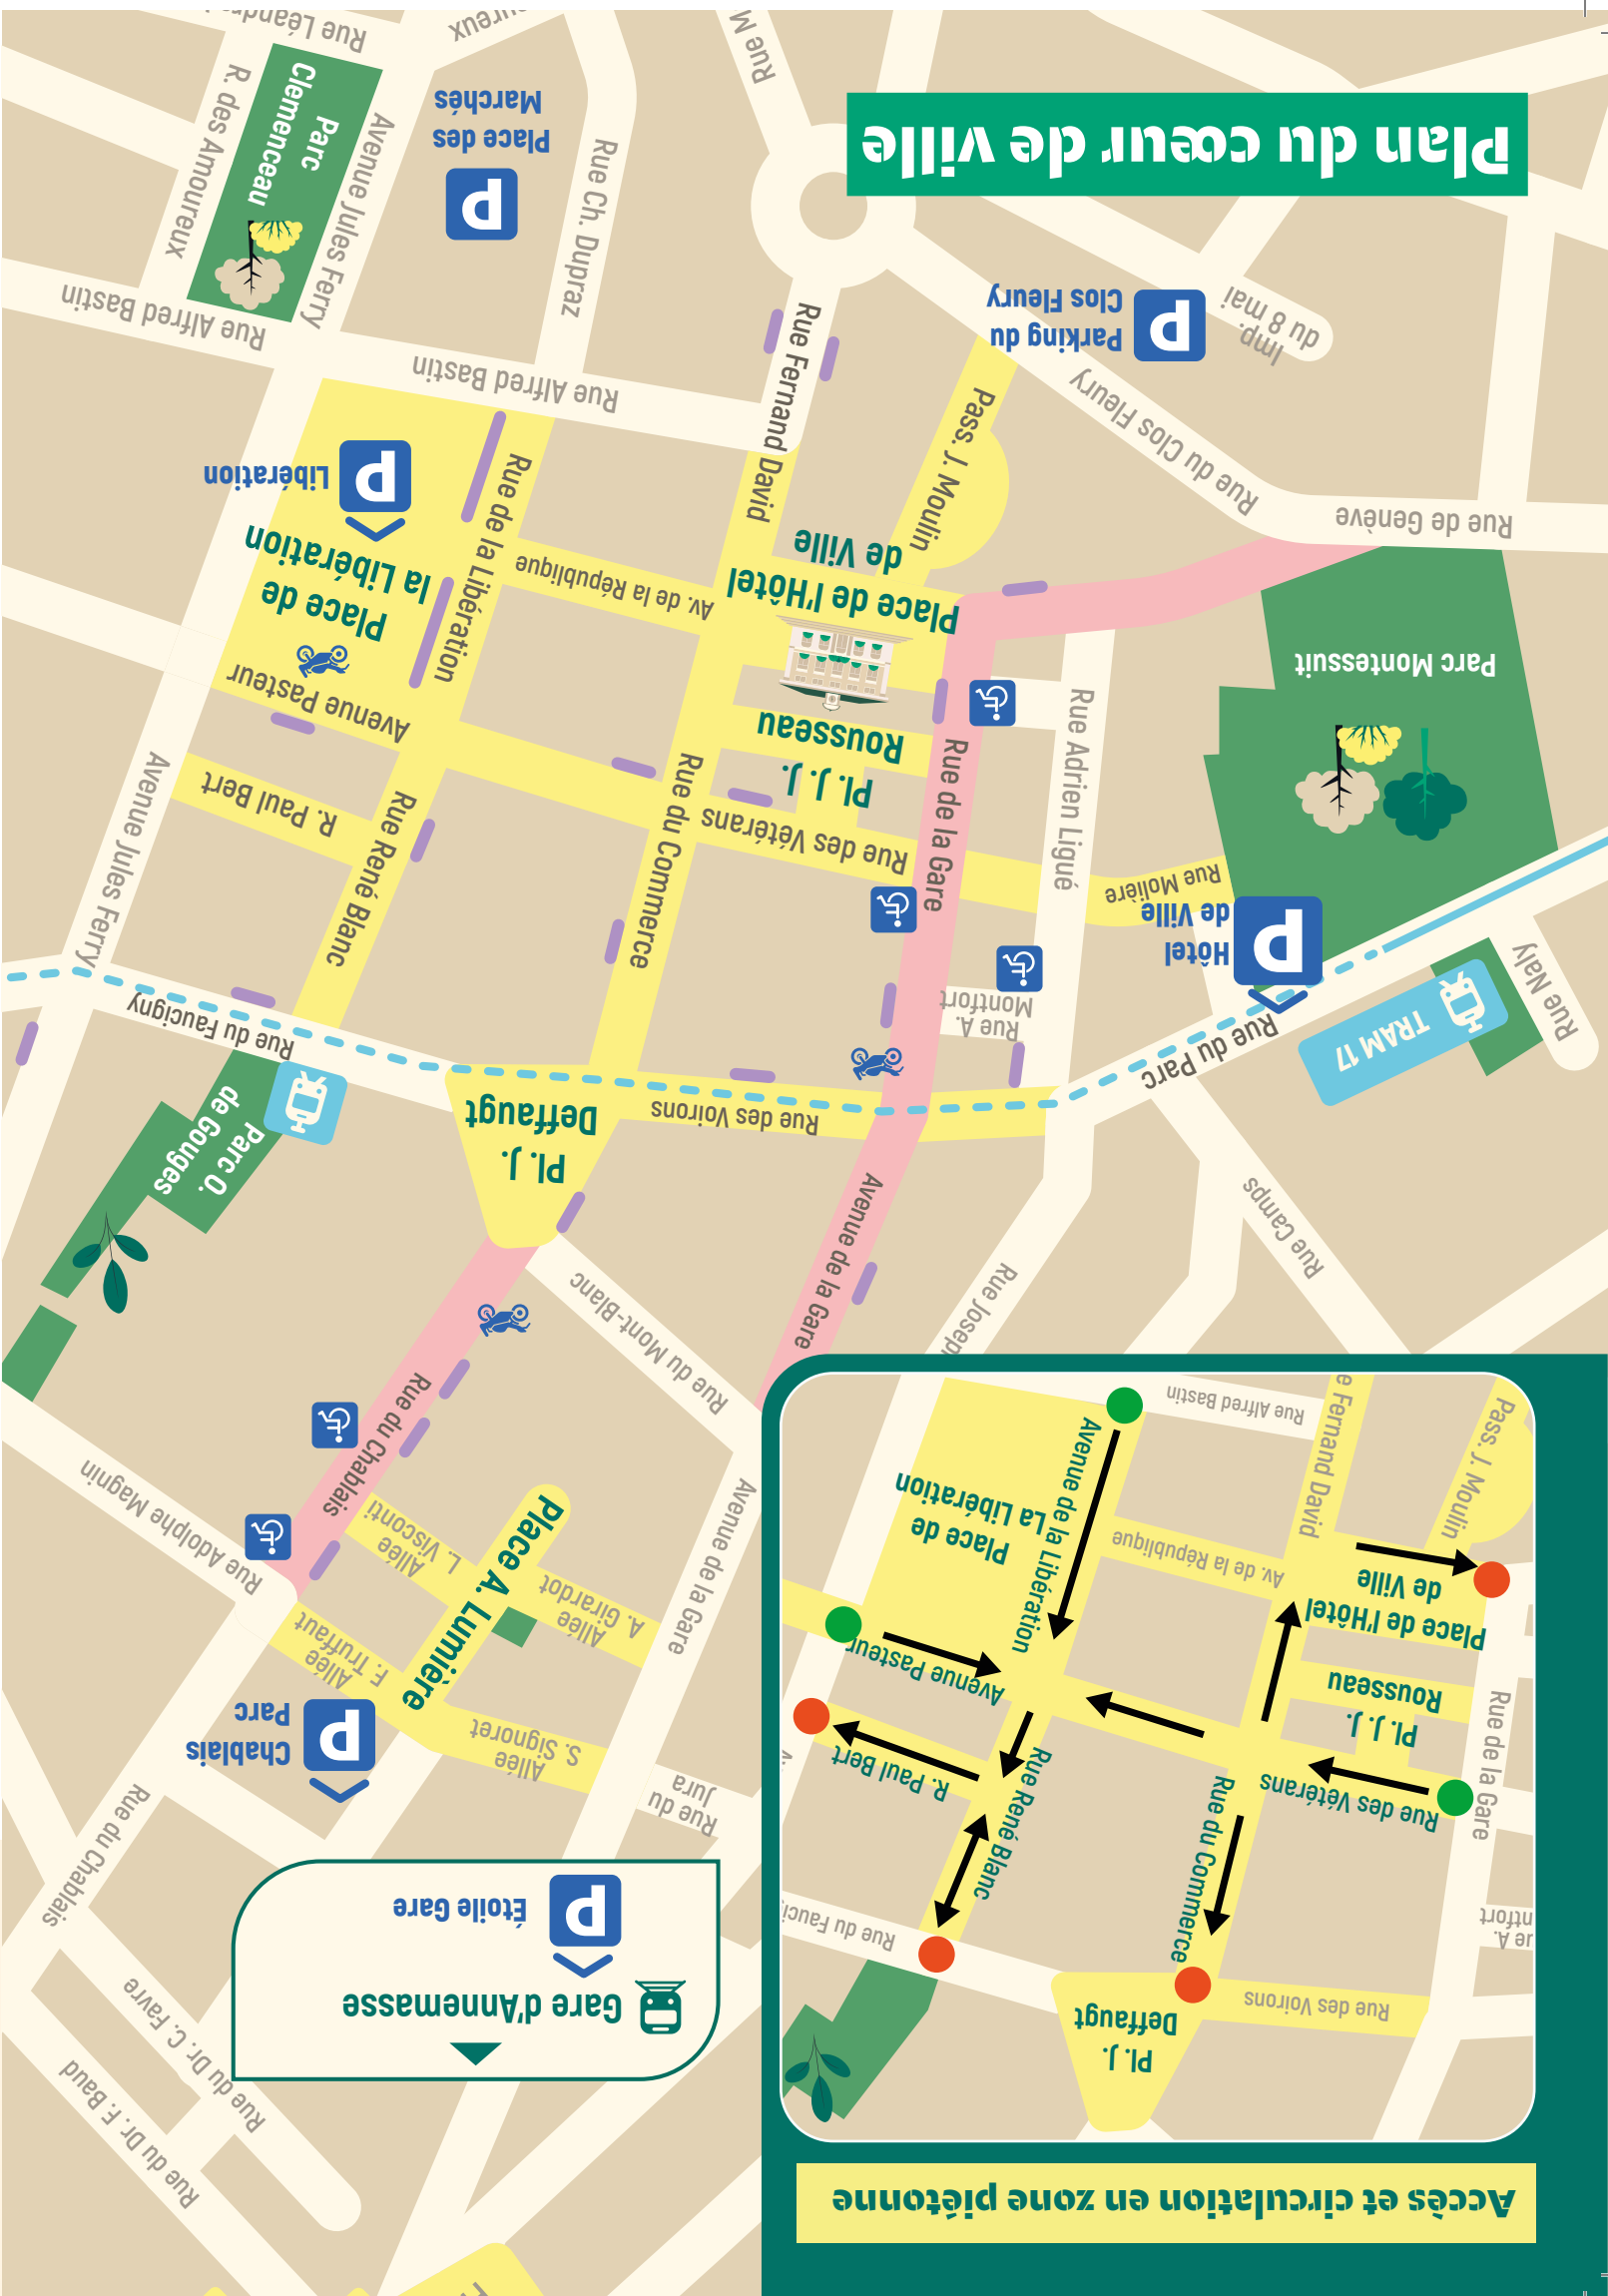 Accès et circulation en zone piétonne
Pl. J.
Deffaugt
Rue des Voirons
Rue du Commerce
Rue René Blanc
Rue des Vétérans
R. Paul Bert
Pl. J. J.
Rousseau
Rue de la Gare
Avenue Pasteur
Place de l'Hôtel
de Ville
Av. de la République
Avenue de la Libération
Place de
La Libération
Pass. J. Moulin
Rue Alfred Bastin
Rue du Dr. F. Baud
Rue du Dr. C. Favre
Gare d'Annemasse
Étoile Gare
P
Rue du Chablais
Rue du
Jura
Allée
S. Signoret
P
Chablais
Parc
Allée
F. Truffaut
Place A. Lumière
Allée
A. Girardot
Allée
L. Visconti
Avenue de la Gare
Rue Adolphe Magnin
Rue du Chablais
Rue du Mont-Blanc
Avenue de la Gare
Rue Camps
Parc O.
de Gouges
Pl. J.
Deffaugt
Rue des Voirons
Rue du Faucigny
Rue du Parc
TRAM 17
Rue Naly
Rue A.
Montfort
P
Hôtel
de Ville
Rue Molière
Rue Adrien Ligué
Rue de la Gare
Rue des Vétérans
Rue du Commerce
Rue René Blanc
R. Paul Bert
Avenue Jules Ferry
Pl. J. J.
Rousseau
Avenue Pasteur
Parc Montessuit
Place de l'Hôtel
de Ville
Place de
la Libération
Av. de la République
Rue de la Libération
P
Libération
Rue de Genève
Pass. J. Moulin
Rue Fernand David
Rue du Clos Fleury
Rue Alfred Bastin
Rue Alfred Bastin
Imp.
du 8 mai
P
Parking du
Clos Fleury
Rue Ch. Dupraz
Avenue Jules Ferry
R. des Amoureux
Parc
Clemenceau
P
Place des
Marchés
Plan du cœur de ville